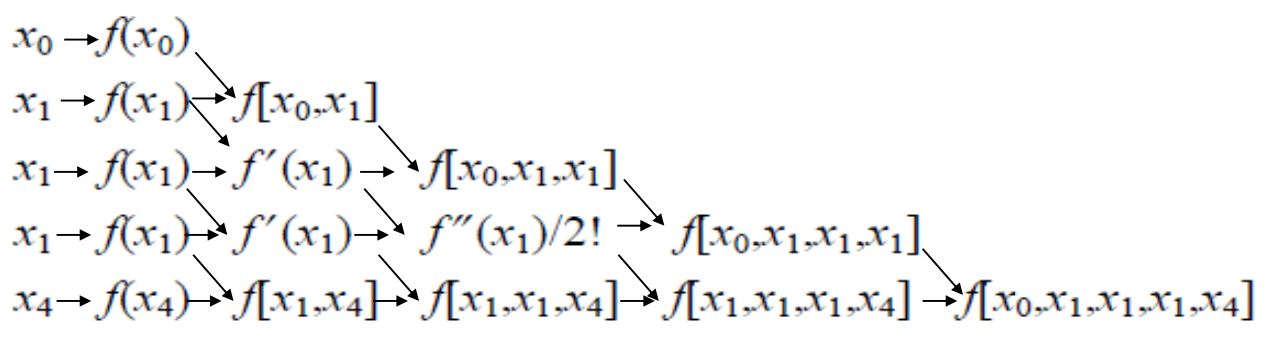 x₀ → f(x₀)
x₁ → f(x₁) → f[x₀,x₁]
x₁ → f(x₁) → f′(x₁) → f[x₀,x₁,x₁]
x₁ → f(x₁) → f′(x₁) → f″(x₁)/2! → f[x₀,x₁,x₁,x₁]
x₄ → f(x₄) → f[x₁,x₄] → f[x₁,x₁,x₄] → f[x₁,x₁,x₁,x₄] → f[x₀,x₁,x₁,x₁,x₄]